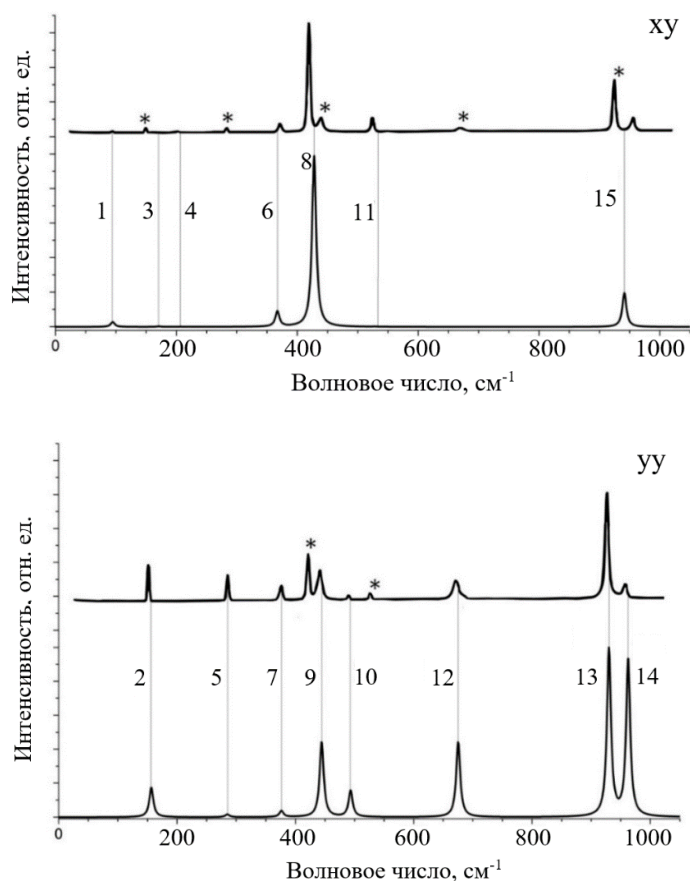 xy
Интенсивность, отн. ед.
* * * * *
1 3 4 6 8 11 15
0 200 400 600 800 1000
Волновое число, см-1
yy
Интенсивность, отн. ед.
* *
2 5 7 9 10 12 13 14
0 200 400 600 800 1000
Волновое число, см-1